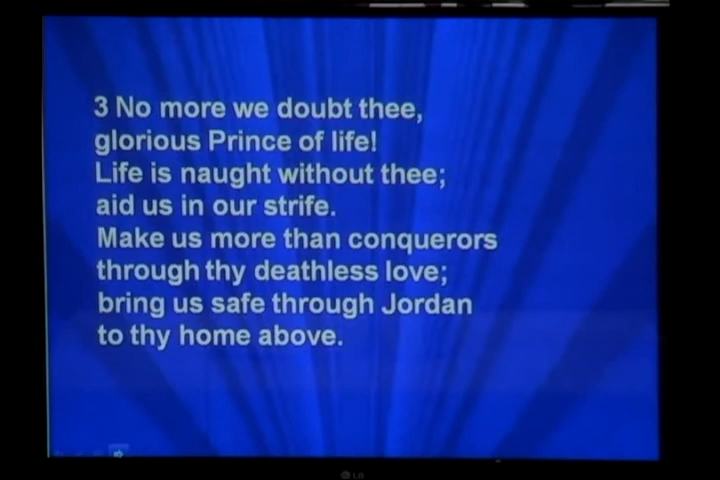 3 No more we doubt thee,
glorious Prince of life!
Life is naught without thee;
aid us in our strife.
Make us more than conquerors
through thy deathless love;
bring us safe through Jordan
to thy home above.
LG